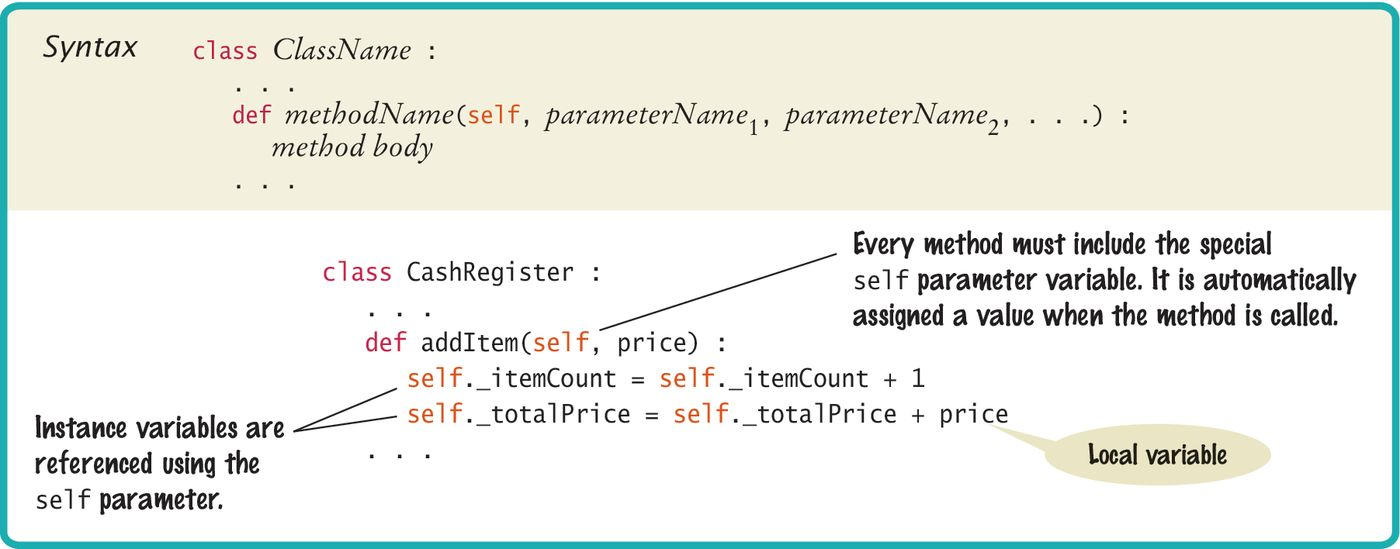 Syntax
class ClassName :
. . .
def methodName(self, parameterName1, parameterName2, . . .) :
method body
. . .
Every method must include the special
self parameter variable. It is automatically
assigned a value when the method is called.
class CashRegister :
. . .
def addItem(self, price) :
self._itemCount = self._itemCount + 1
self._totalPrice = self._totalPrice + price
. . .
Instance variables are
referenced using the
self parameter.
Local variable